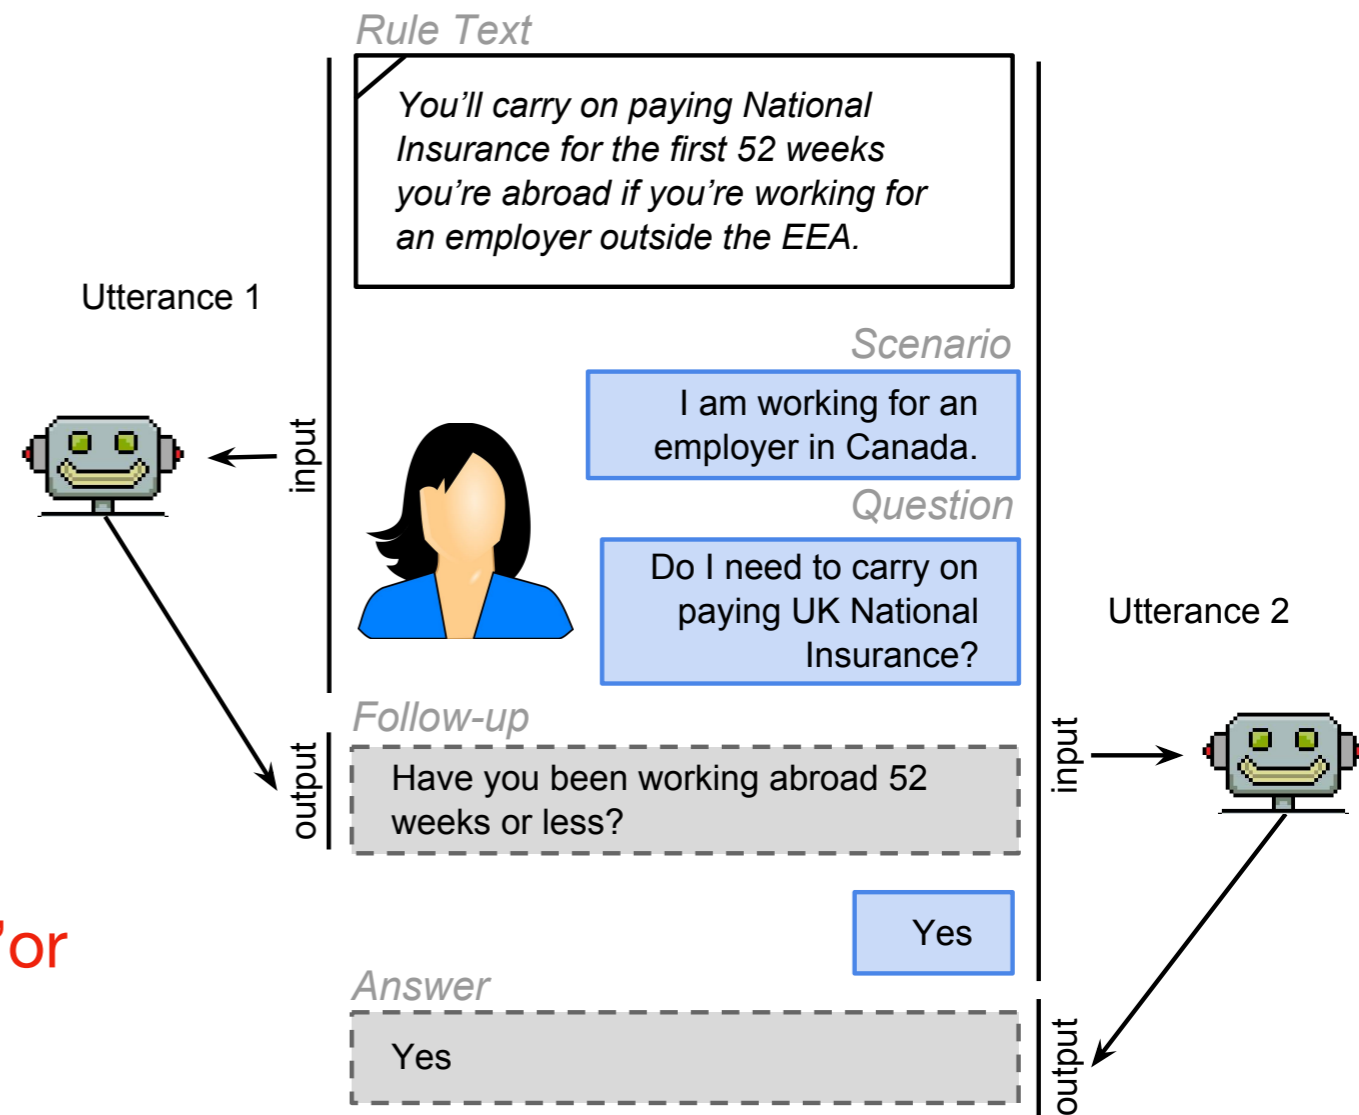 Rule Text
You'll carry on paying National
Insurance for the first 52 weeks
you're abroad if you're working for
an employer outside the EEA.
Utterance 1
Scenario
I am working for an
employer in Canada.
input
Question
Do I need to carry on
paying UK National
Insurance?
Utterance 2
Follow-up
output
Have you been working abroad 52
weeks or less?
input
Yes
’or
Answer
Yes
output